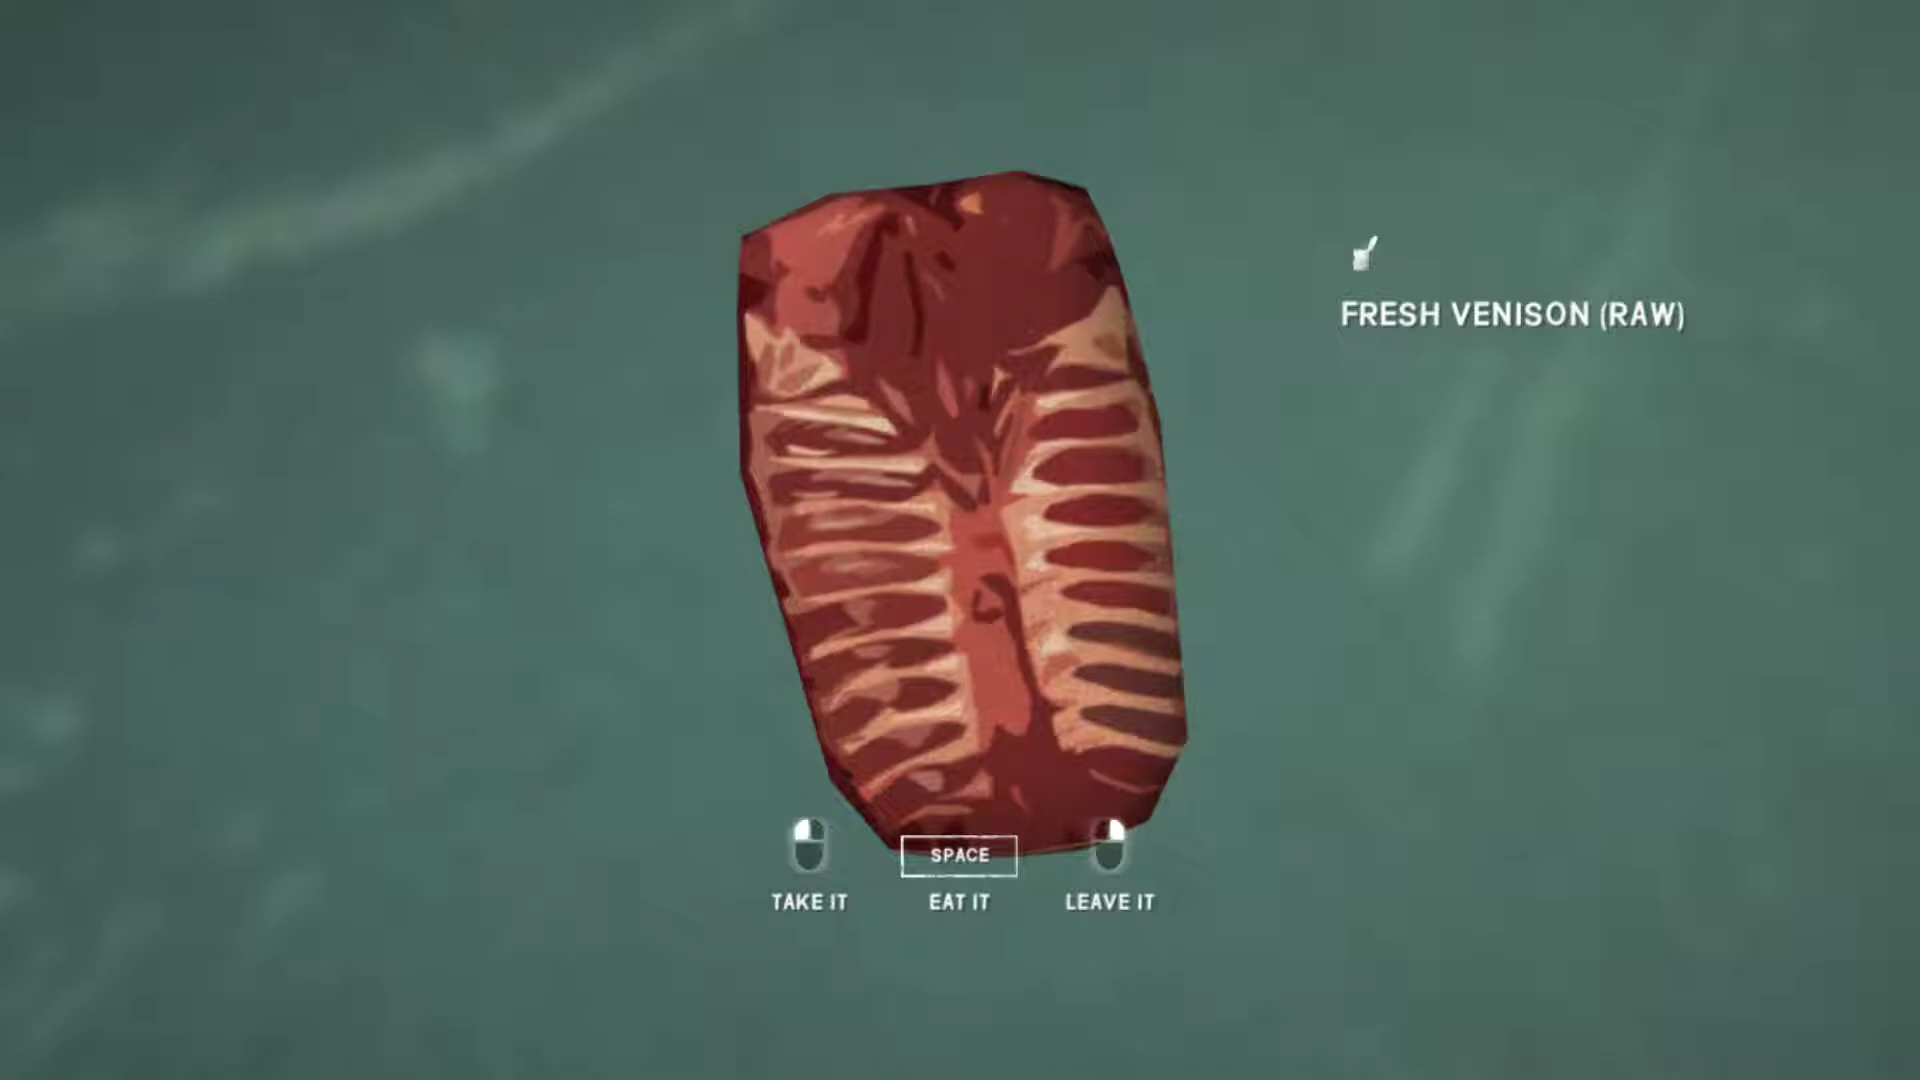 FRESH VENISON (RAW)
SPACE
TAKE IT
EAT IT
LEAVE IT